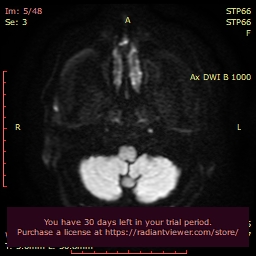 Im: 5/48
Se: 3
STP66
STP66
F
A
Ax DWI B 1000
R
L
You have 30 days left in your trial period.
Purchase a license at https://radiantviewer.com/store/